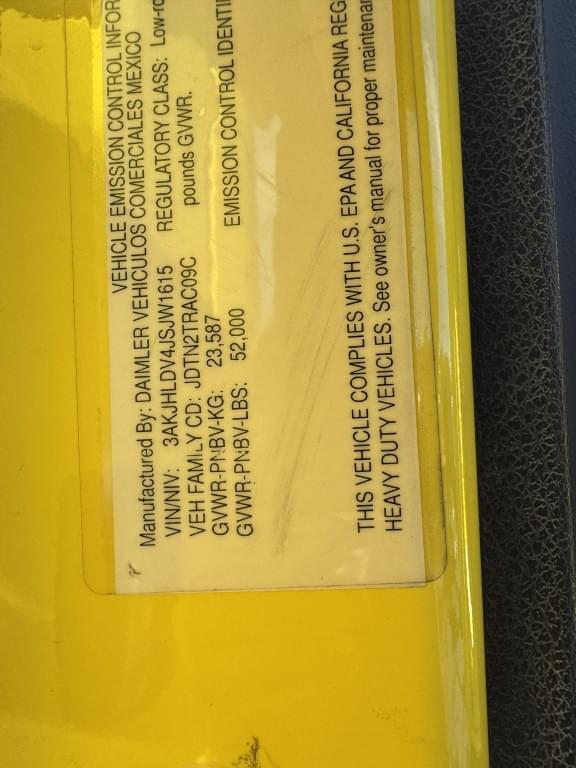 VEHICLE EMISSION CONTROL INFOR
Manufactured By: DAIMLER VEHICULOS COMERCIALES MEXICO
VIN/NIV: 3AKJHLDV4JSJW1615 REGULATORY CLASS: Low-ro
VEH FAMILY CD: JDTN2TRAC09C pounds GVWR.
GVWR-PNBV-KG: 23,587
GVWR-PNBV-LBS: 52,000 EMISSION CONTROL IDENTI
THIS VEHICLE COMPLIES WITH U.S. EPA AND CALIFORNIA REG
HEAVY DUTY VEHICLES. See owner's manual for proper maintenan